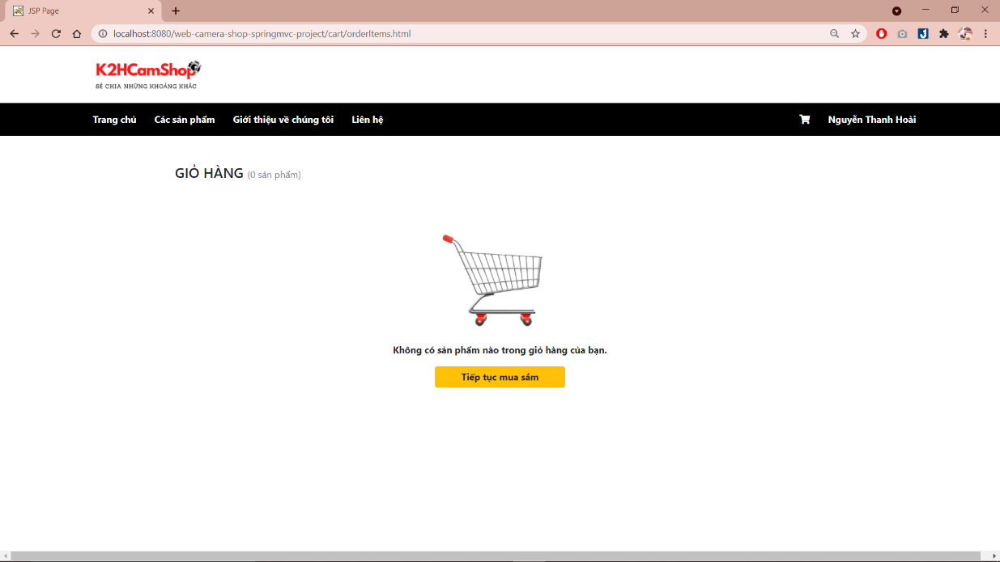 JSP Page
localhost:8080/web-camera-shop-springmvc-project/cart/orderItems.html
K2HCamShop
SẺ CHIA NHỮNG KHOẢNG KHẮC
Trang chủ Các sản phẩm Giới thiệu về chúng tôi Liên hệ Nguyễn Thanh Hoài
GIỎ HÀNG (0 sản phẩm)
Không có sản phẩm nào trong giỏ hàng của bạn.
Tiếp tục mua sắm